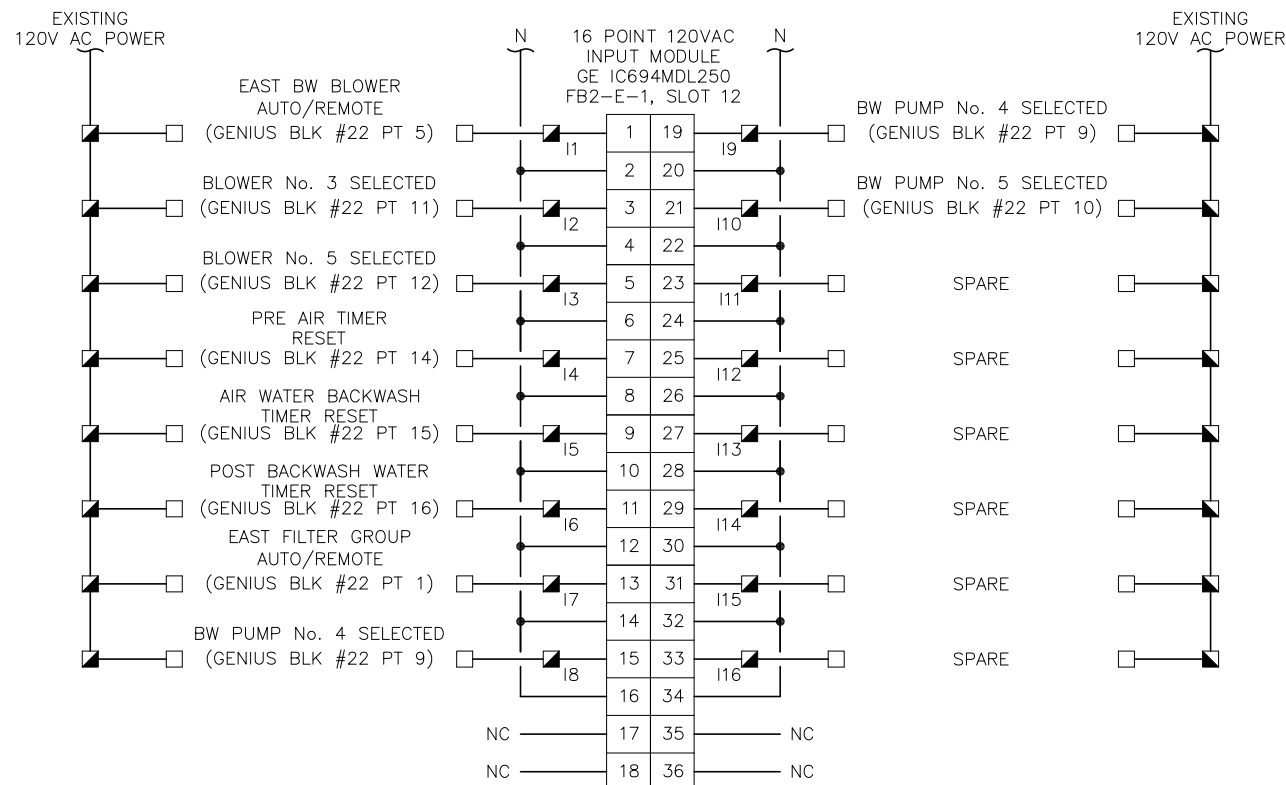 EXISTING
120V AC POWER
N
16 POINT 120VAC
INPUT MODULE
GE IC694MDL250
FB2-E-1, SLOT 12
N
EXISTING
120V AC POWER
EAST BW BLOWER
AUTO/REMOTE
(GENIUS BLK #22 PT 5)
I1
BLOWER No. 3 SELECTED
(GENIUS BLK #22 PT 11)
I2
BLOWER No. 5 SELECTED
(GENIUS BLK #22 PT 12)
I3
PRE AIR TIMER
RESET
(GENIUS BLK #22 PT 14)
I4
AIR WATER BACKWASH
TIMER RESET
(GENIUS BLK #22 PT 15)
I5
POST BACKWASH WATER
TIMER RESET
(GENIUS BLK #22 PT 16)
I6
EAST FILTER GROUP
AUTO/REMOTE
(GENIUS BLK #22 PT 1)
I7
BW PUMP No. 4 SELECTED
(GENIUS BLK #22 PT 9)
I8
1 19
2 20
3 21
4 22
5 23
6 24
7 25
8 26
9 27
10 28
11 29
12 30
13 31
14 32
15 33
16 34
NC 17 35 NC
NC 18 36 NC
BW PUMP No. 4 SELECTED
(GENIUS BLK #22 PT 9)
I9
BW PUMP No. 5 SELECTED
(GENIUS BLK #22 PT 10)
I10
SPARE
I11
SPARE
I12
SPARE
I13
SPARE
I14
SPARE
I15
SPARE
I16